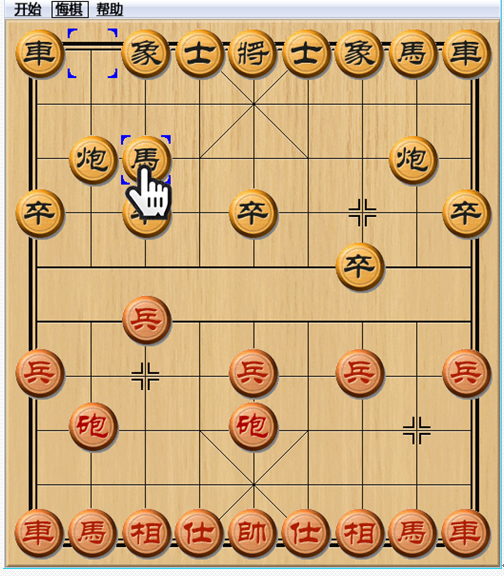 开始 悔棋 帮助
車 象 士 將 士 象 馬 車
炮 馬 炮
卒 卒 卒 卒
卒
兵
兵 兵 兵 兵
砲 砲
車 馬 相 仕 帥 仕 相 馬 車